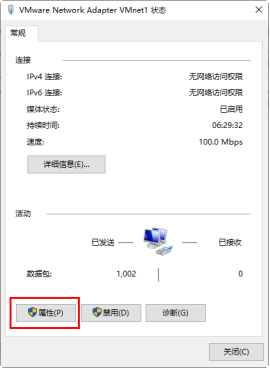 VMware Network Adapter VMnet1 状态
常规
连接
IPv4 连接: 无网络访问权限
IPv6 连接: 无网络访问权限
媒体状态: 已启用
持续时间: 06:29:32
速度: 100.0 Mbps
详细信息(E)...
活动
已发送 已接收
数据包: 1,002 0
属性(P) 禁用(D) 诊断(G)
关闭(C)